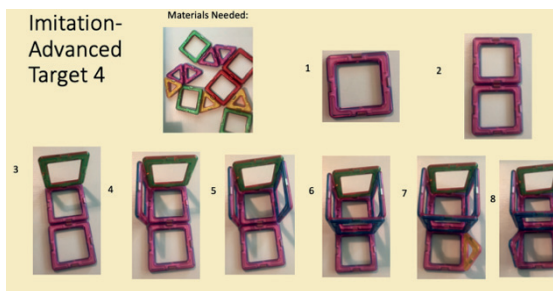 Imitation-
Advanced
Target 4
Materials Needed:
1
2
3
4
5
6
7
8